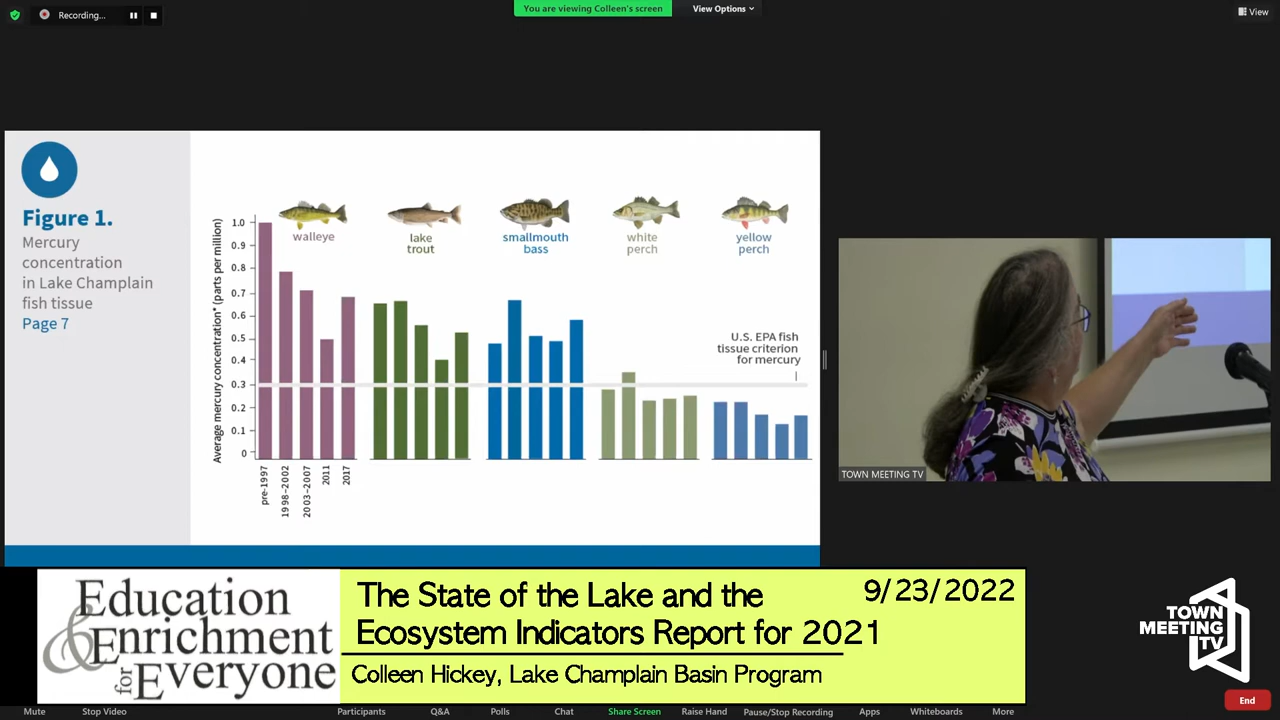 Recording...
You are viewing Colleen's screen
View Options
View
Figure 1.
Mercury
concentration
in Lake Champlain
fish tissue
Page 7
Average mercury concentration* (parts per million)
1.0
0.9
0.8
0.7
0.6
0.5
0.4
0.3
0.2
0.1
0
walleye
lake
trout
smallmouth
bass
white
perch
yellow
perch
U.S. EPA fish
tissue criterion
for mercury
pre-1997
1998-2002
2003-2007
2011
2017
TOWN MEETING TV
Education
& Enrichment
for Everyone
The State of the Lake and the
Ecosystem Indicators Report for 2021
9/23/2022
Colleen Hickey, Lake Champlain Basin Program
TOWN
MEETING
TV
Mute
Stop Video
Participants
Q&A
Polls
Chat
Share Screen
Raise Hand
Pause/Stop Recording
Apps
Whiteboards
More
End